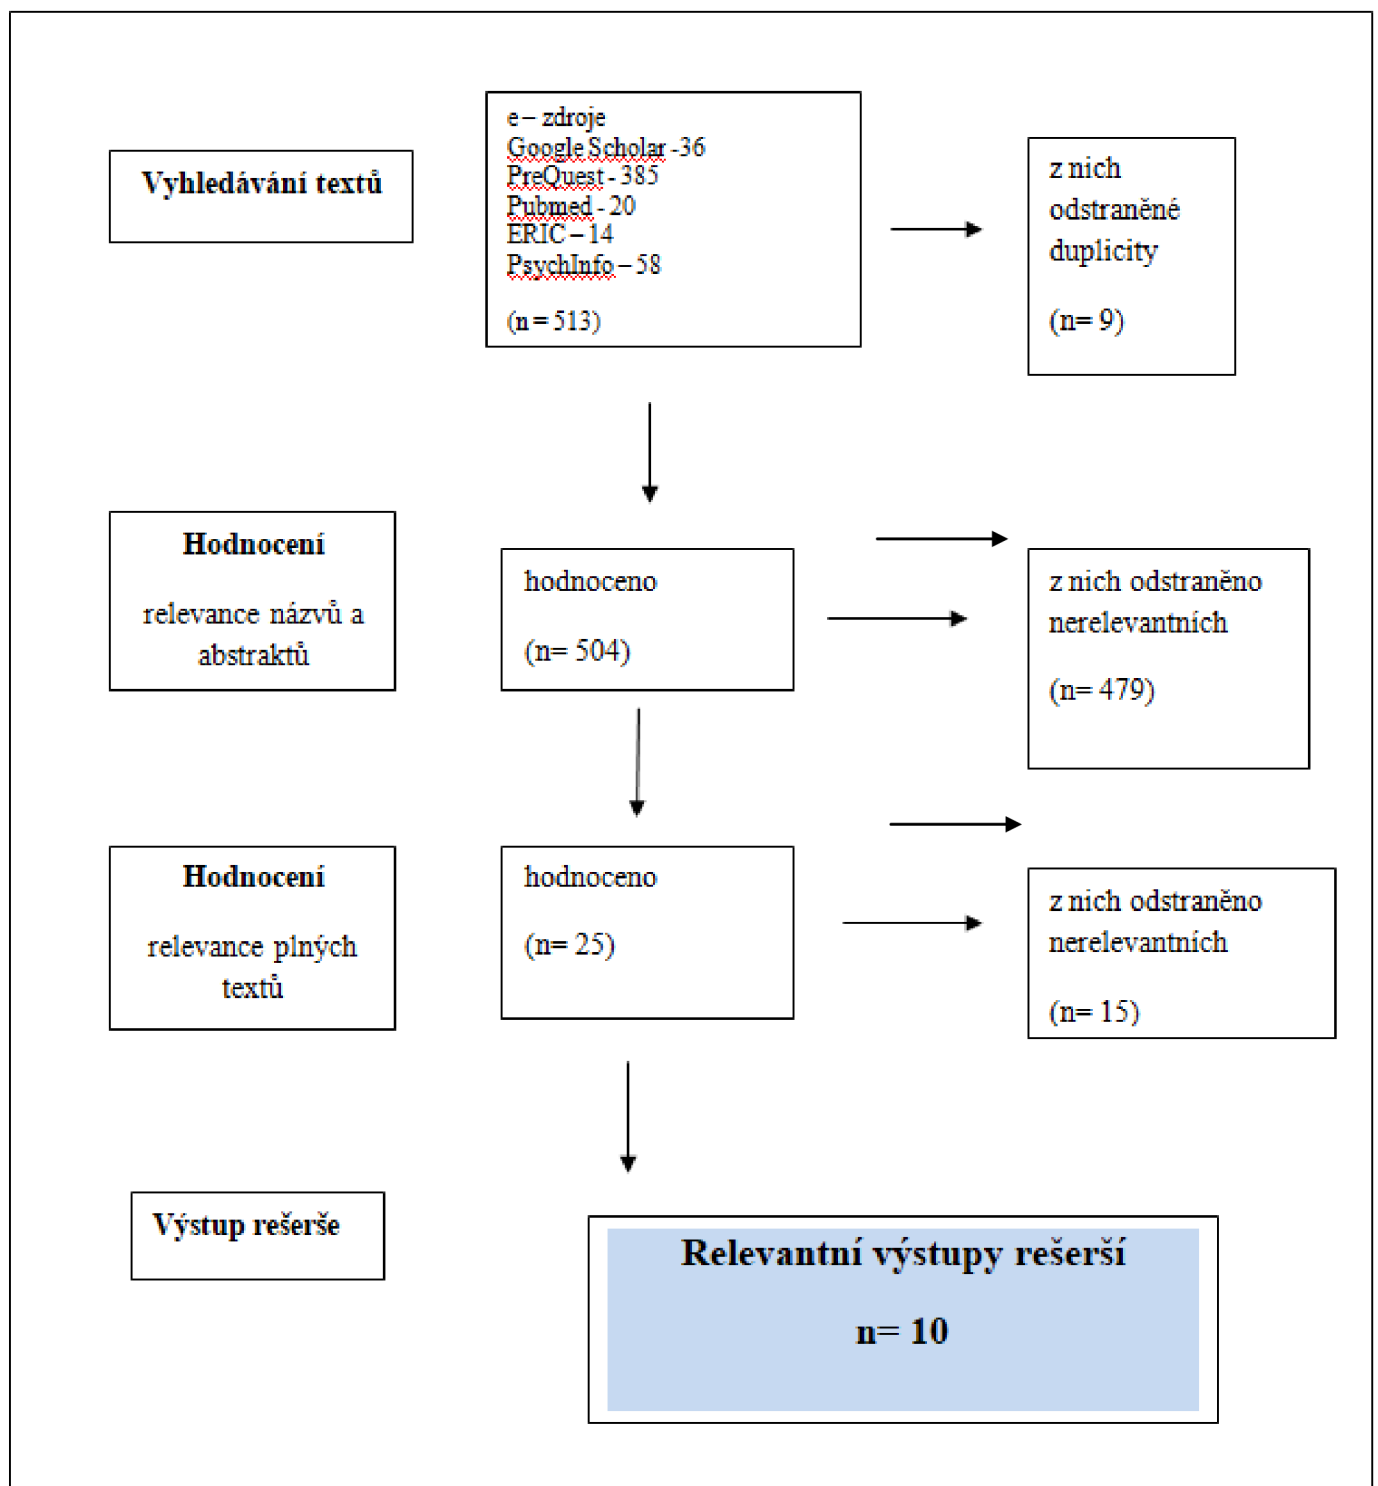 Vyhledávání textů
e – zdroje
Google Scholar -36
PreQuest - 385
Pubmed - 20
ERIC – 14
PsychInfo – 58
(n = 513)
z nich
odstraněné
duplicity
(n= 9)
Hodnocení
relevance názvů a
abstraktů
hodnoceno
(n= 504)
z nich odstraněno
nerelevantních
(n= 479)
Hodnocení
relevance plných
textů
hodnoceno
(n= 25)
z nich odstraněno
nerelevantních
(n= 15)
Výstup rešerše
Relevantní výstupy rešerší
n= 10